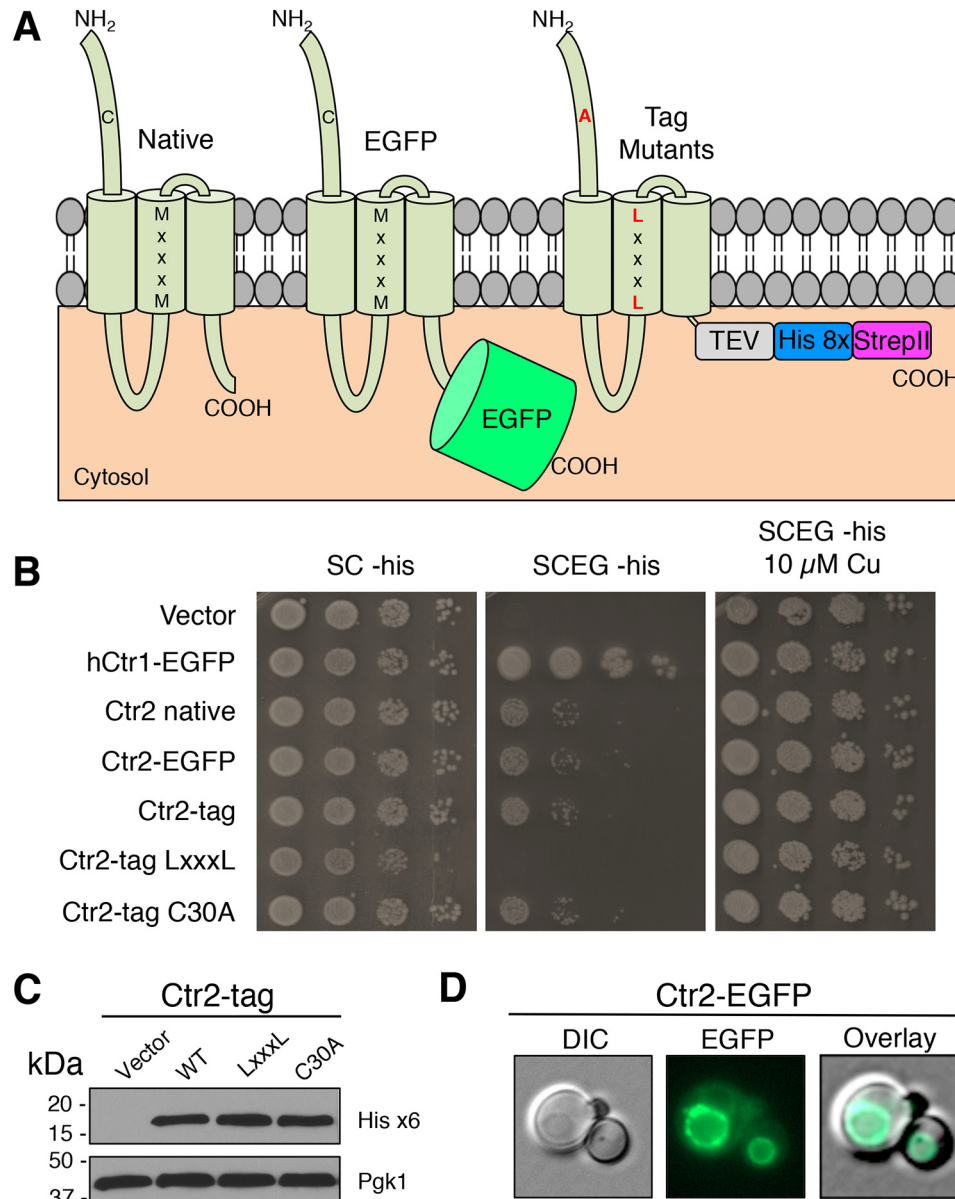 A
NH2
NH2
NH2
C
C
A
Native
EGFP
Tag
Mutants
M
x
x
x
M
M
x
x
x
M
L
x
x
x
L
TEV
His 8x
StrepII
COOH
COOH
EGFP
COOH
Cytosol
B
SC -his
SCEG -his
SCEG -his
10 µM Cu
Vector
hCtr1-EGFP
Ctr2 native
Ctr2-EGFP
Ctr2-tag
Ctr2-tag LxxxL
Ctr2-tag C30A
C
Ctr2-tag
kDa
Vector
WT
LxxxL
C30A
20 -
15 -
His x6
50 -
37 -
Pgk1
D
Ctr2-EGFP
DIC
EGFP
Overlay